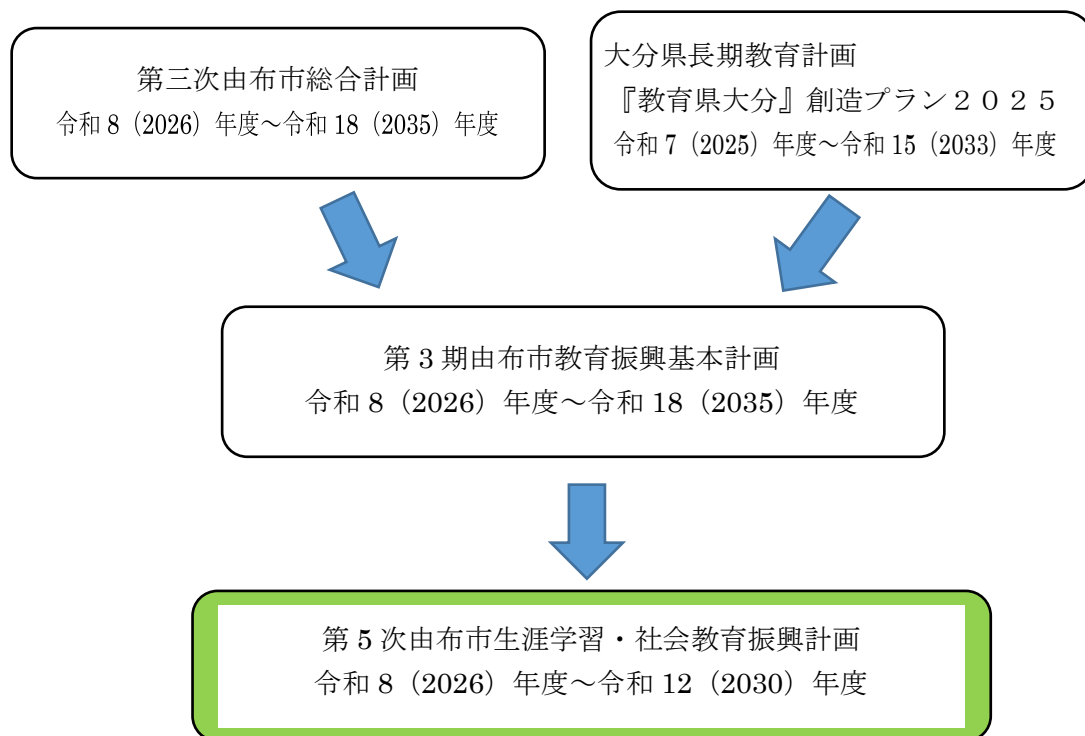 第三次由布市総合計画
令和 8（2026）年度～令和 18（2035）年度
大分県長期教育計画
『教育県大分』創造プラン２０２５
令和 7（2025）年度～令和 15（2033）年度
第 3 期由布市教育振興基本計画
令和 8（2026）年度～令和 18（2035）年度
第 5 次由布市生涯学習・社会教育振興計画
令和 8（2026）年度～令和 12（2030）年度